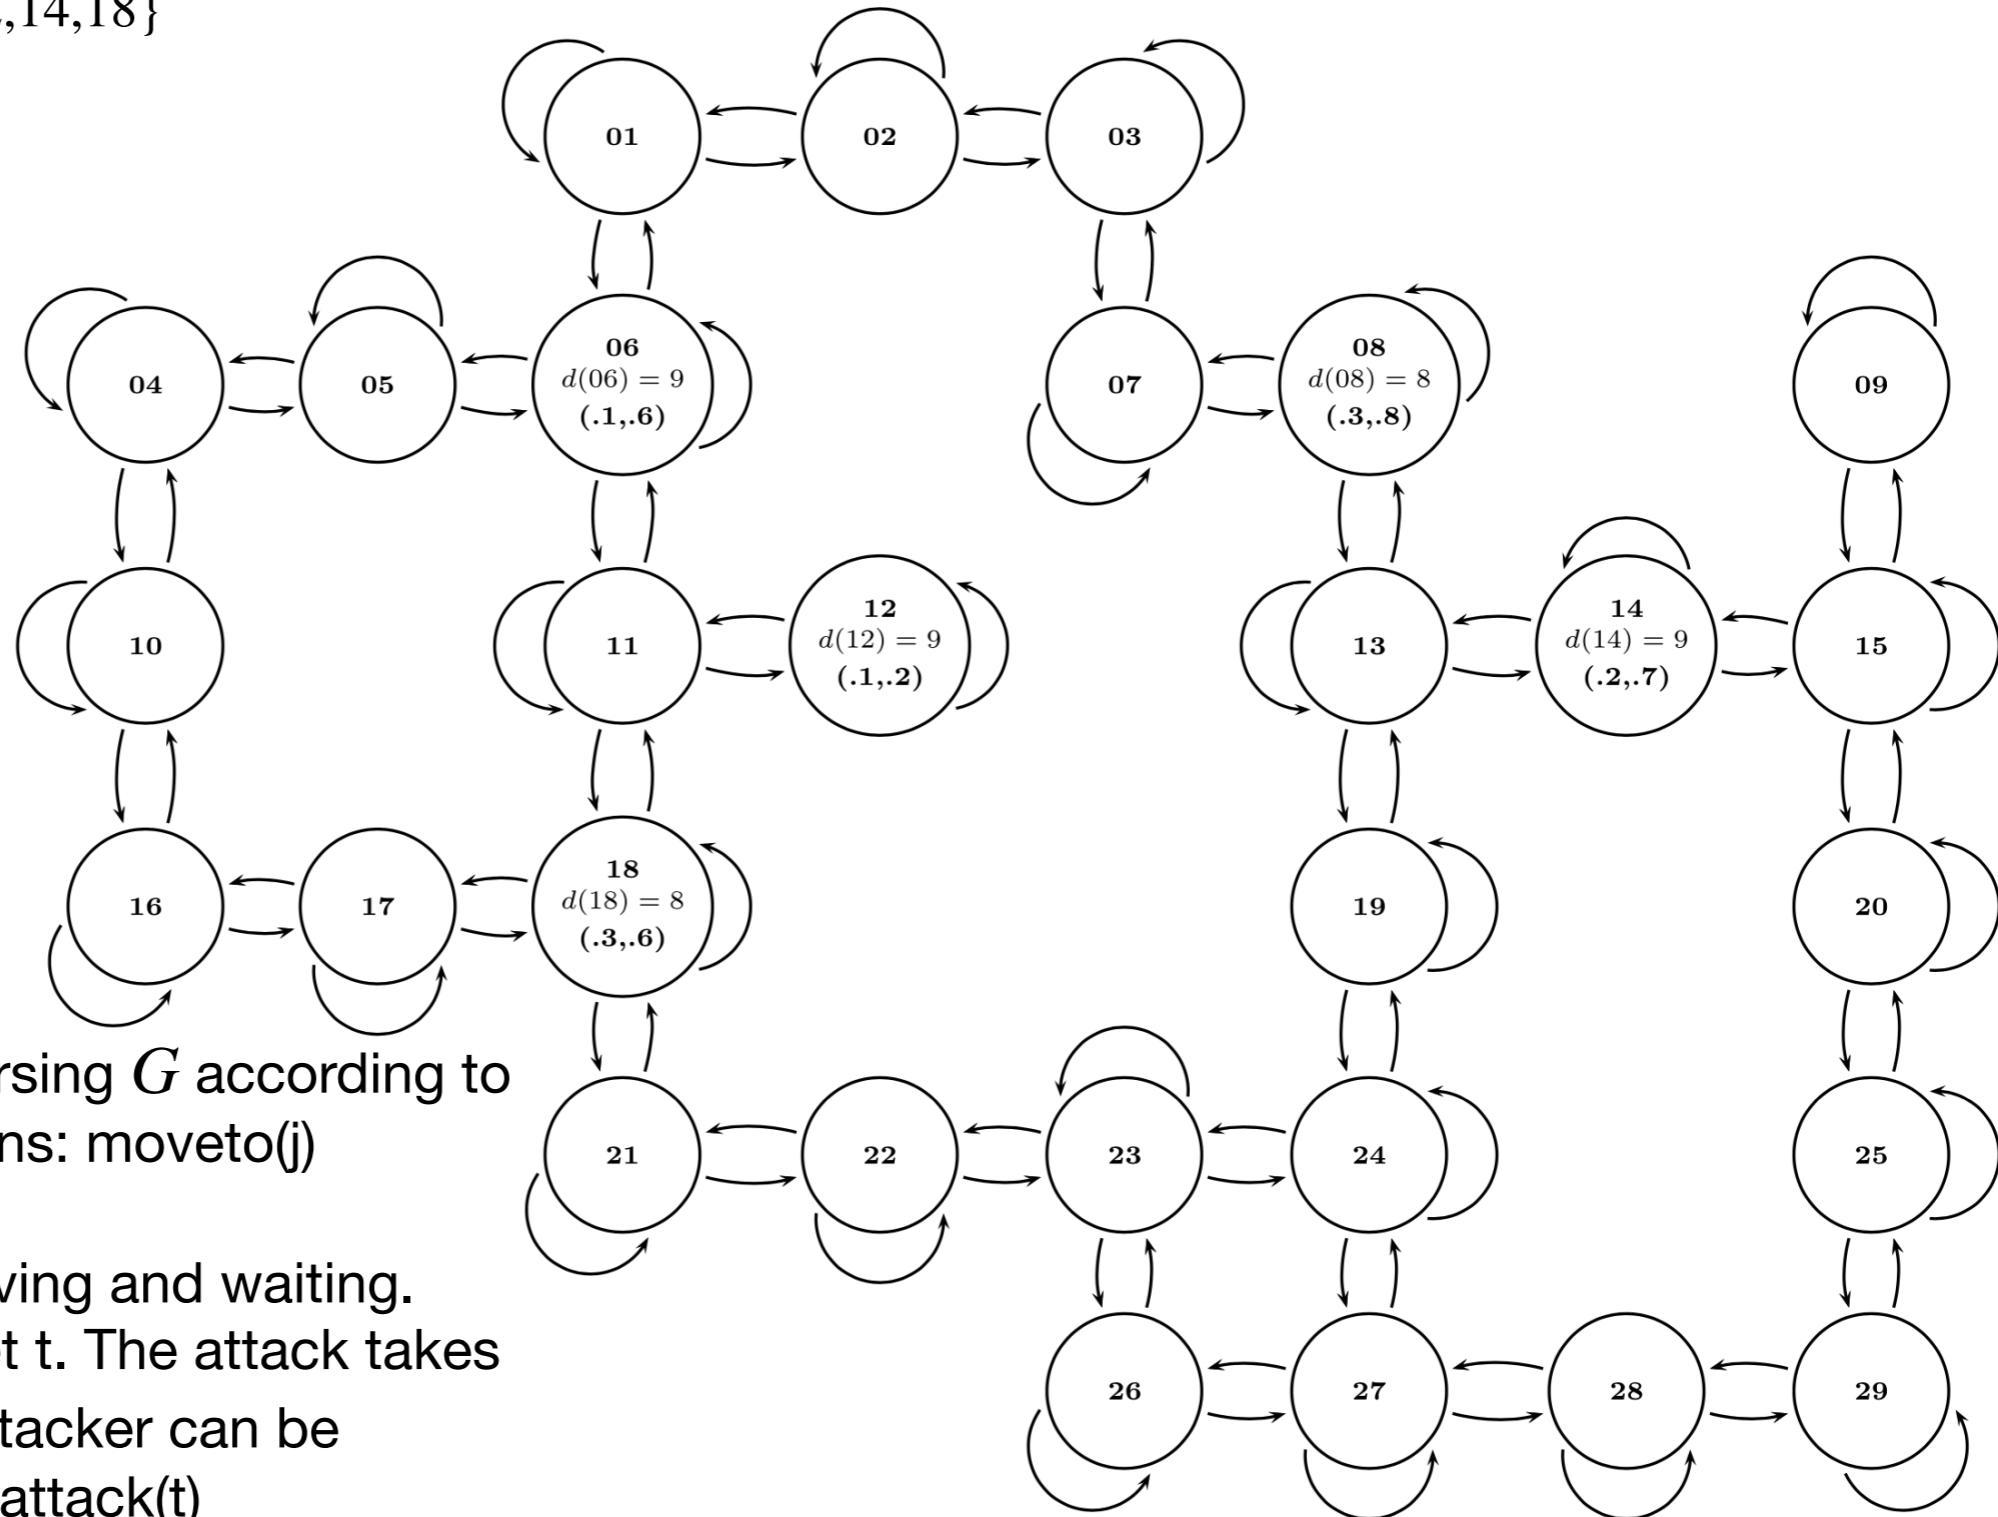 ,14,18}
01 02 03
04 05 06 07 08 09
d(06) = 9 d(08) = 8
(.1,.6) (.3,.8)
10 11 12 13 14 15
d(12) = 9 d(14) = 9
(.1,.2) (.2,.7)
16 17 18 19 20
d(18) = 8
(.3,.6)
rsing G according to
ns: moveto(j)
21 22 23 24 25
ving and waiting.
et t. The attack takes
26 27 28 29
tacker can be
attack(t)